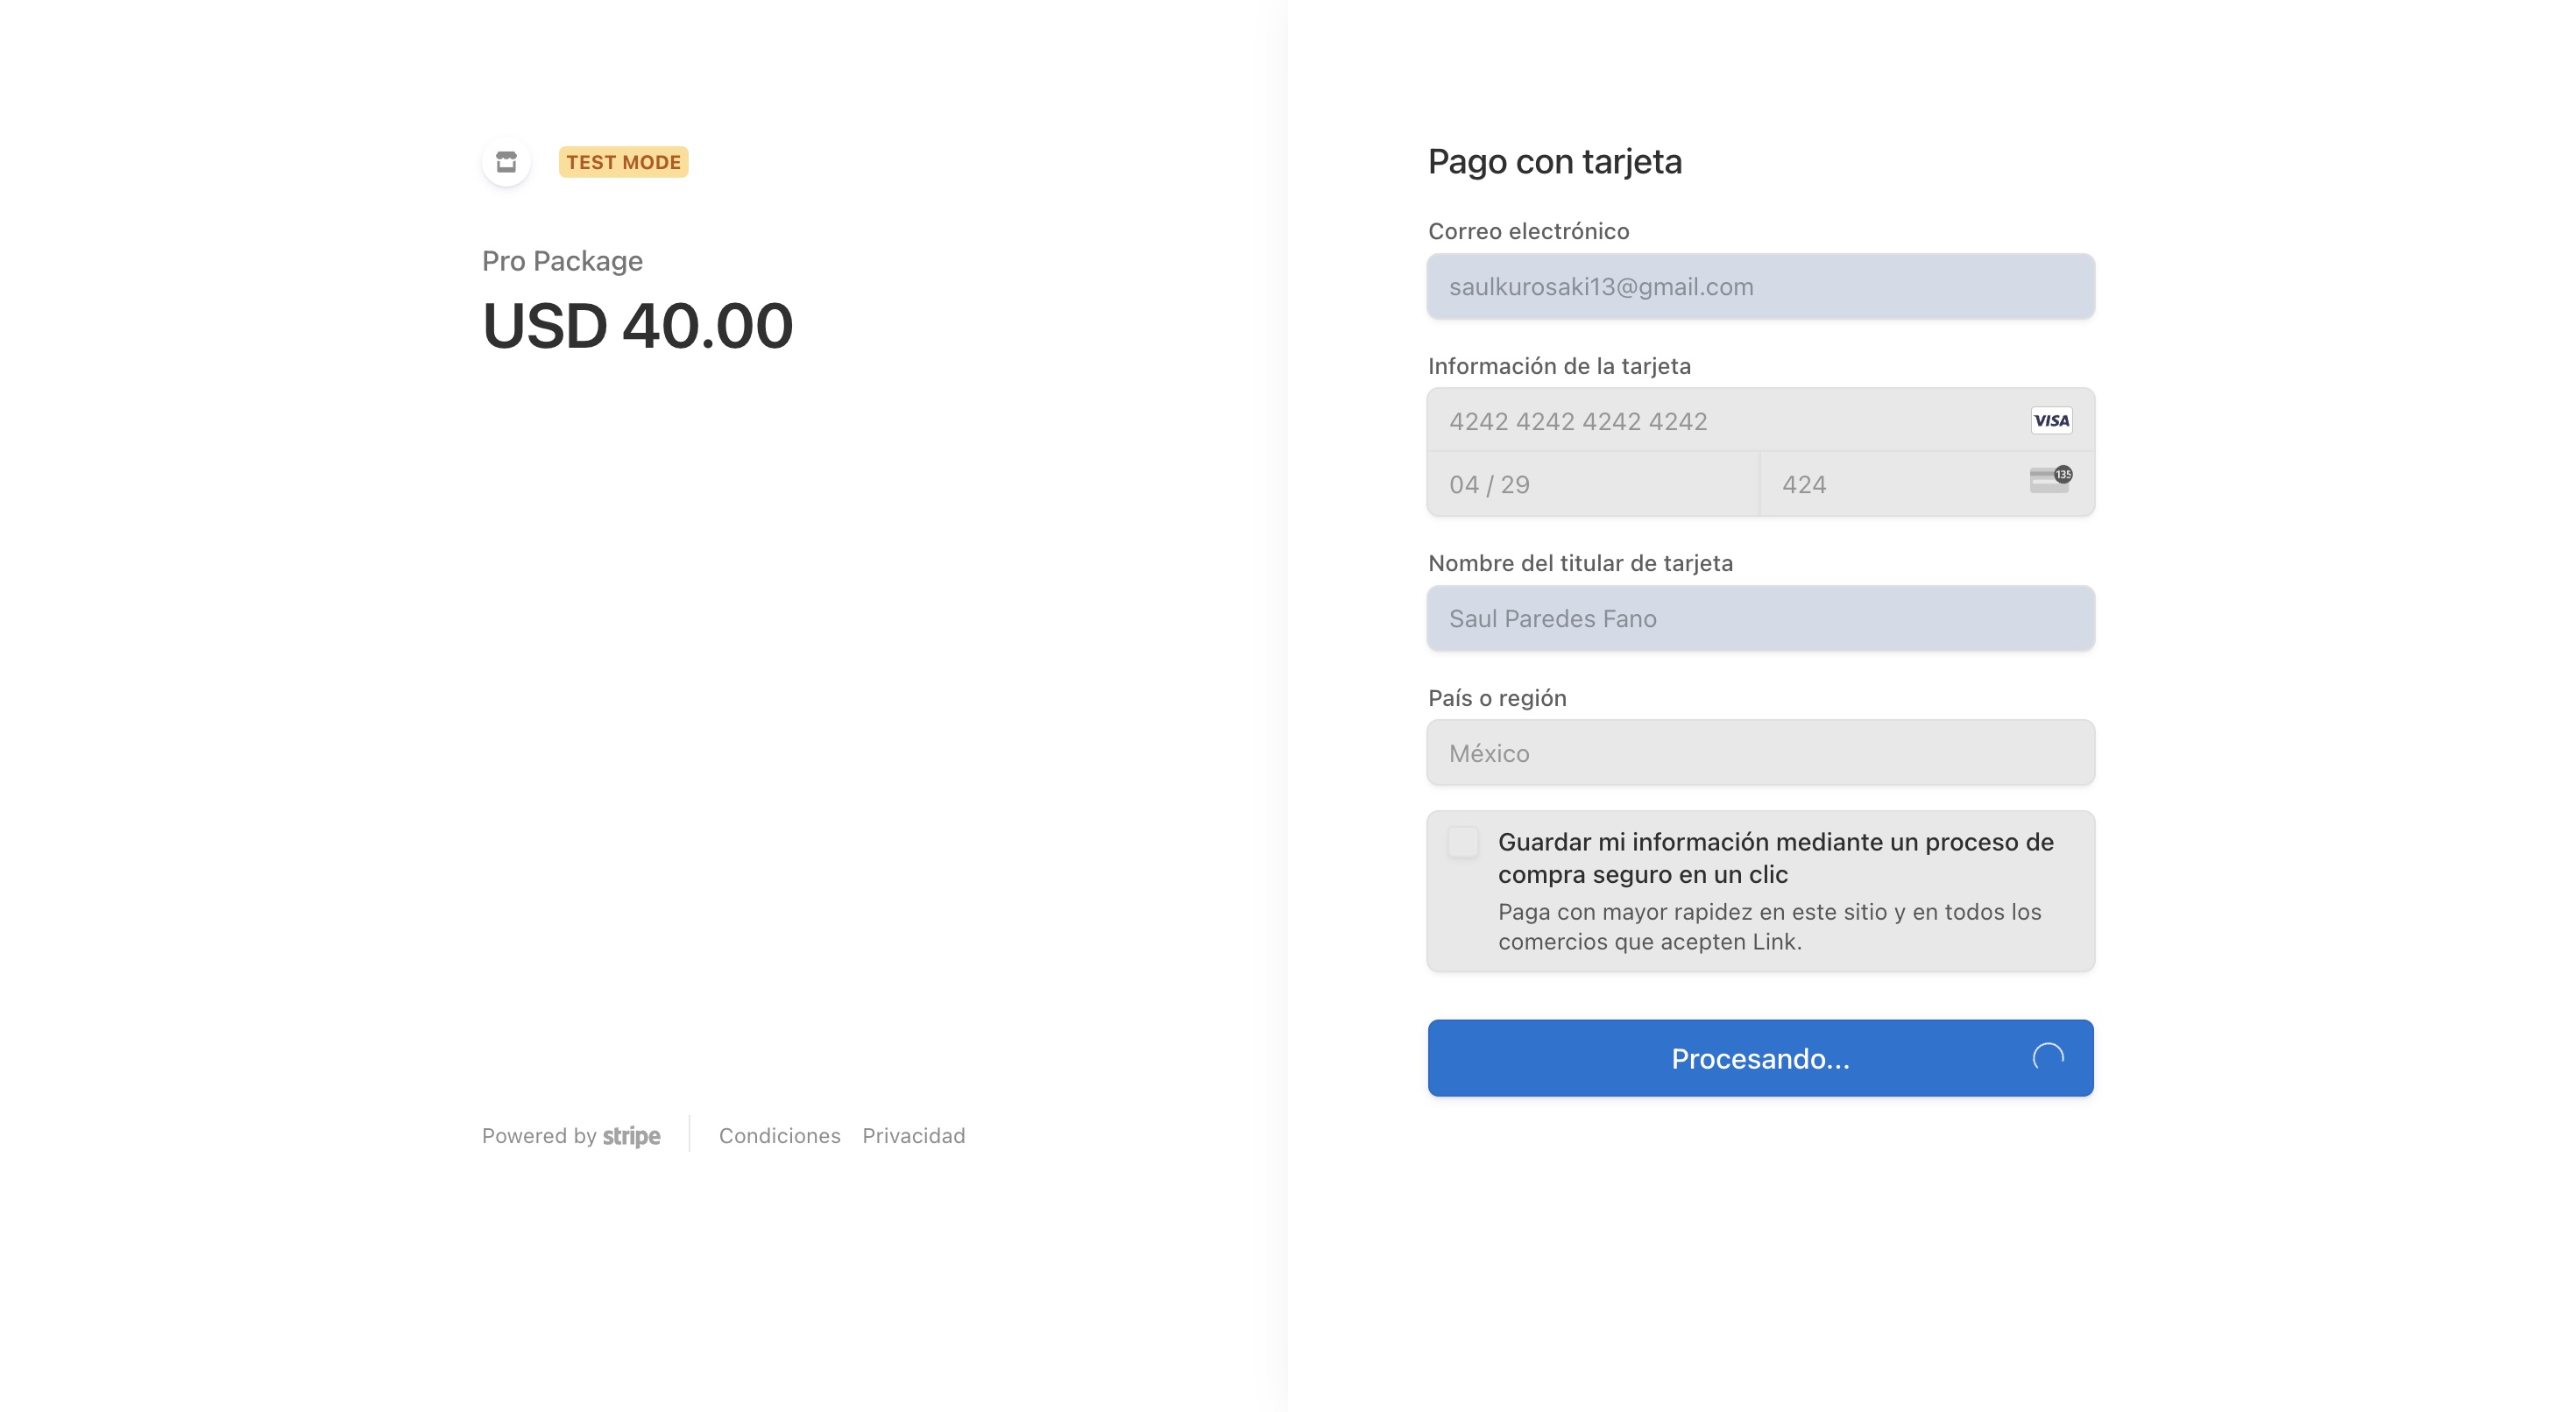 TEST MODE
Pro Package
USD 40.00
Powered by stripe
Condiciones Privacidad
Pago con tarjeta
Correo electrónico
saulkurosaki13@gmail.com
Información de la tarjeta
4242 4242 4242 4242 VISA
04 / 29 424 135
Nombre del titular de tarjeta
Saul Paredes Fano
País o región
México
Guardar mi información mediante un proceso de
compra seguro en un clic
Paga con mayor rapidez en este sitio y en todos los
comercios que acepten Link.
Procesando...